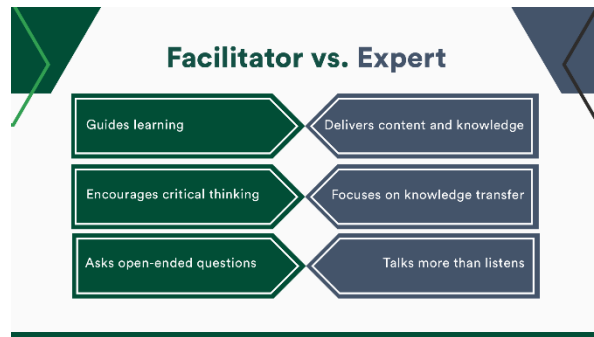 Facilitator vs. Expert
Guides learning
Delivers content and knowledge
Encourages critical thinking
Focuses on knowledge transfer
Asks open-ended questions
Talks more than listens